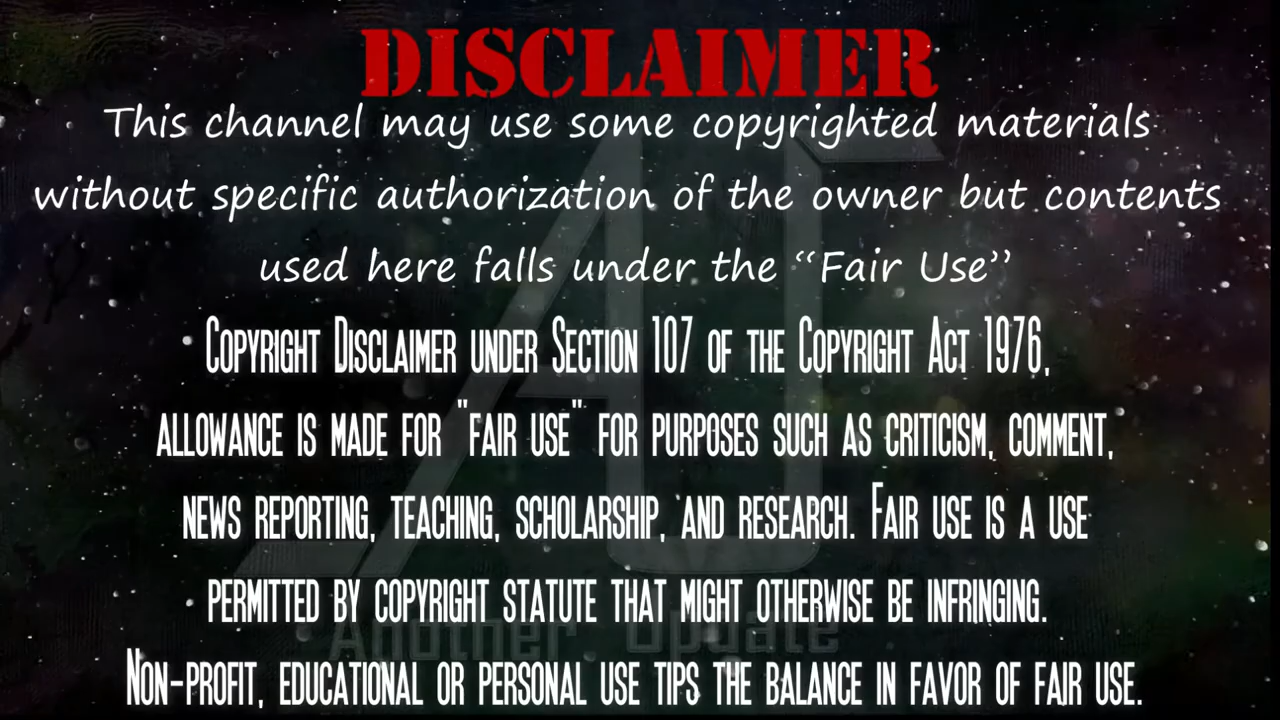 DISCLAIMER
This channel may use some copyrighted materials
without specific authorization of the owner but contents
used here falls under the “Fair Use”
Copyright Disclaimer under Section 107 of the Copyright Act 1976,
allowance is made for "fair use" for purposes such as criticism, comment,
news reporting, teaching, scholarship, and research. Fair use is a use
permitted by copyright statute that might otherwise be infringing.
Another Update
Non-profit, educational or personal use tips the balance in favor of fair use.